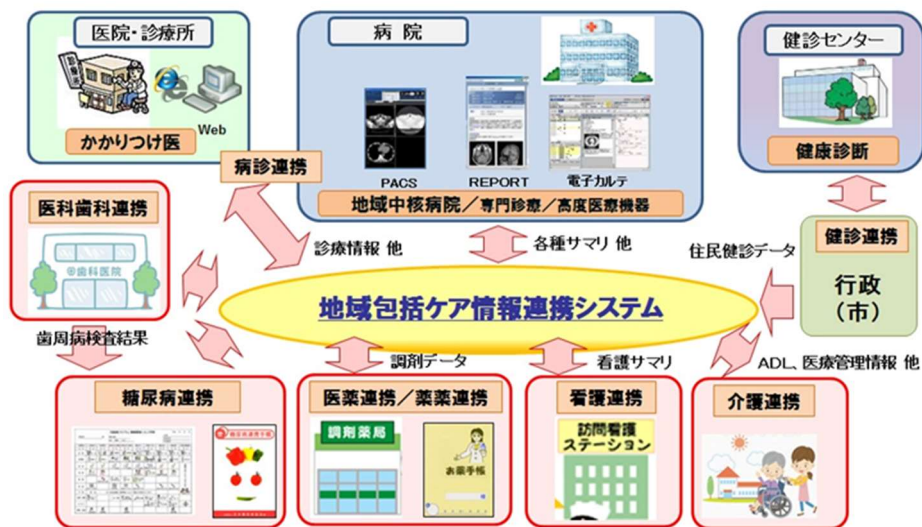 医院・診療所
診療所
Web
かかりつけ医
病 院
PACS
REPORT
電子カルテ
地域中核病院／専門診療／高度医療機器
健診センター
健康診断
病診連携
医科歯科連携
歯科医院
診療情報 他
各種サマリ 他
住民健診データ
健診連携
行政
（市）
地域包括ケア情報連携システム
歯周病検査結果
調剤データ
看護サマリ
ADL、医療管理情報 他
糖尿病連携
医薬連携／薬薬連携
調剤薬局
お薬手帳
看護連携
訪問看護
ステーション
介護連携